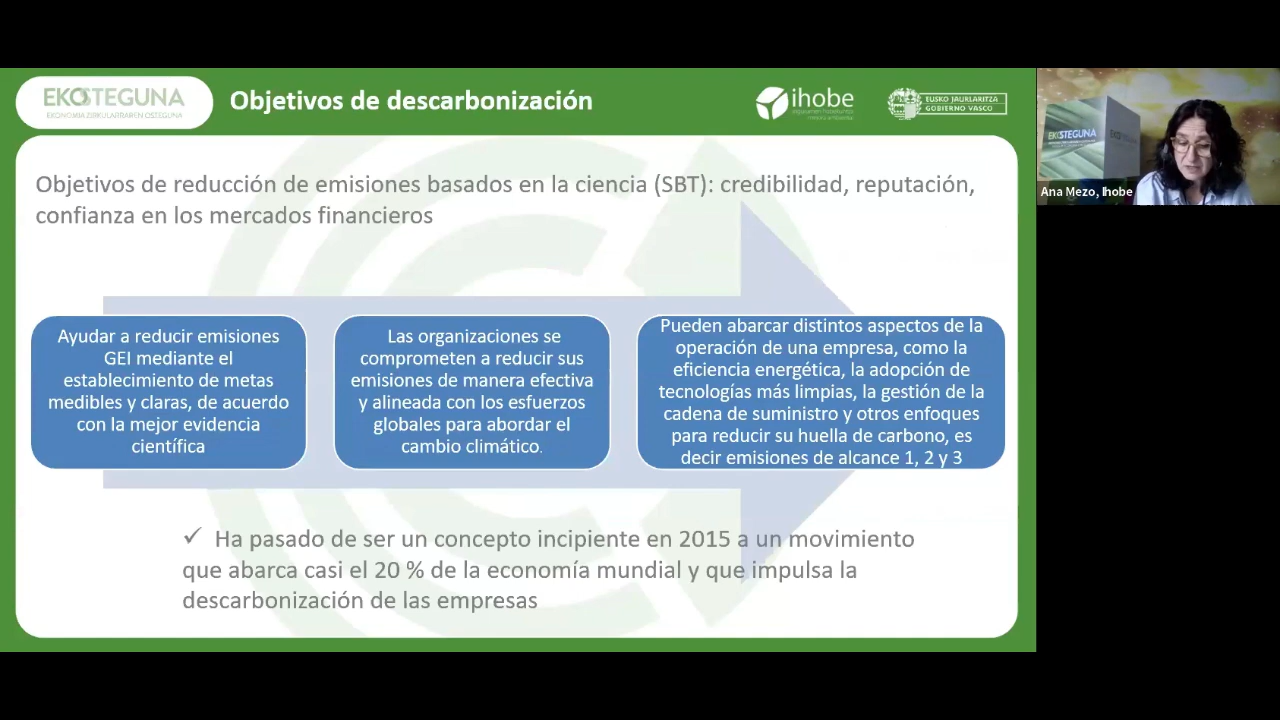 EKOSTEGUNA
EKONOMIA ZIRKULARRAREN OSTEGUNA
Objetivos de descarbonización
ihobe
EUSKO JAURLARITZA
GOBIERNO VASCO
EKOSTEGUNA
Ana Mezo, Ihobe
Objetivos de reducción de emisiones basados en la ciencia (SBT): credibilidad, reputación,
confianza en los mercados financieros
Ayudar a reducir emisiones
GEI mediante el
establecimiento de metas
medibles y claras, de acuerdo
con la mejor evidencia
científica
Las organizaciones se
comprometen a reducir sus
emisiones de manera efectiva
y alineada con los esfuerzos
globales para abordar el
cambio climático.
Pueden abarcar distintos aspectos de la
operación de una empresa, como la
eficiencia energética, la adopción de
tecnologías más limpias, la gestión de la
cadena de suministro y otros enfoques
para reducir su huella de carbono, es
decir emisiones de alcance 1, 2 y 3
✓ Ha pasado de ser un concepto incipiente en 2015 a un movimiento
que abarca casi el 20 % de la economía mundial y que impulsa la
descarbonización de las empresas